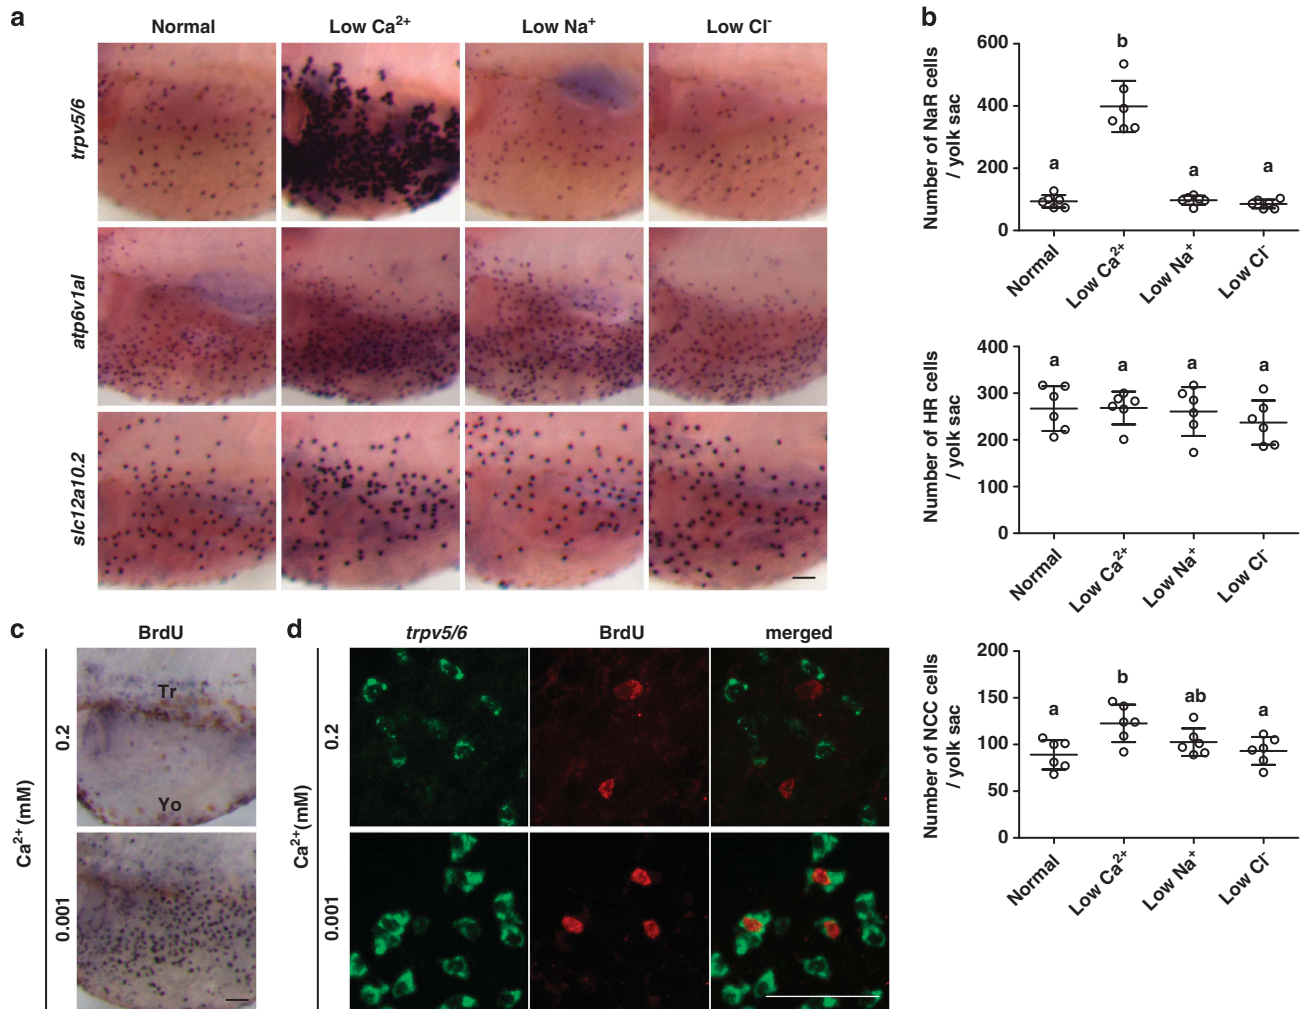 a
Normal
Low Ca²⁺
Low Na⁺
Low Cl⁻
trpv5/6
atp6v1al
slc12a10.2
b
Number of NaR cells
/ yolk sac
600
400
200
0
a
b
a
a
Normal
Low Ca²⁺
Low Na⁺
Low Cl⁻
Number of HR cells
/ yolk sac
400
300
200
100
0
a
a
a
a
Normal
Low Ca²⁺
Low Na⁺
Low Cl⁻
Number of NCC cells
/ yolk sac
200
150
100
50
0
a
b
ab
a
Normal
Low Ca²⁺
Low Na⁺
Low Cl⁻
c
BrdU
Ca²⁺(mM)
0.2
0.001
Tr
Yo
d
trpv5/6
BrdU
merged
Ca²⁺(mM)
0.2
0.001